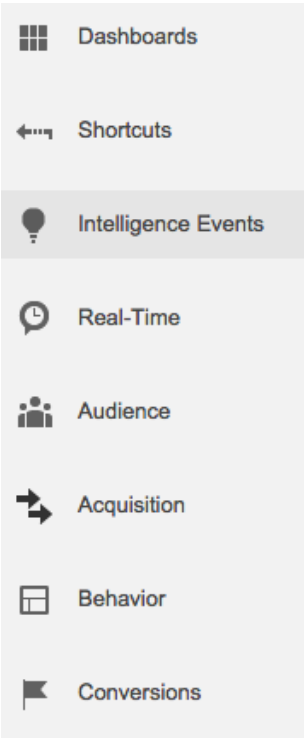 Dashboards
Shortcuts
Intelligence Events
Real-Time
Audience
Acquisition
Behavior
Conversions